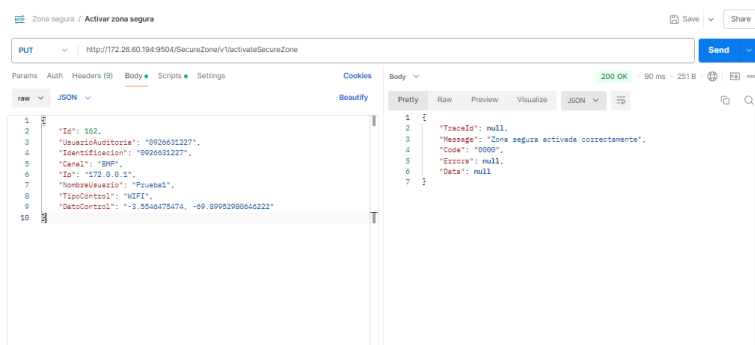 HTTP Zona segura / Activar zona segura
Save Share
PUT http://172.26.60.194:9504/SecureZone/v1/activateSecureZone Send
Params Auth Headers (9) Body Scripts Settings Cookies
raw JSON Beautify
1 {
2 "Id": 162,
3 "UsuarioAuditoria": "0926631227",
4 "Identificacion": "0926631227",
5 "Canal": "BMP",
6 "Ip": "172.0.0.1",
7 "NombreUsuario": "Prueba1",
8 "TipoControl": "WIFI",
9 "DatoControl": "-3.5546475474, -69.89952980646222"
10 }
Body 200 OK 90 ms 251 B
Pretty Raw Preview Visualize JSON
1 {
2 "TraceId": null,
3 "Message": "Zona segura activada correctamente",
4 "Code": "0000",
5 "Errors": null,
6 "Data": null
7 }